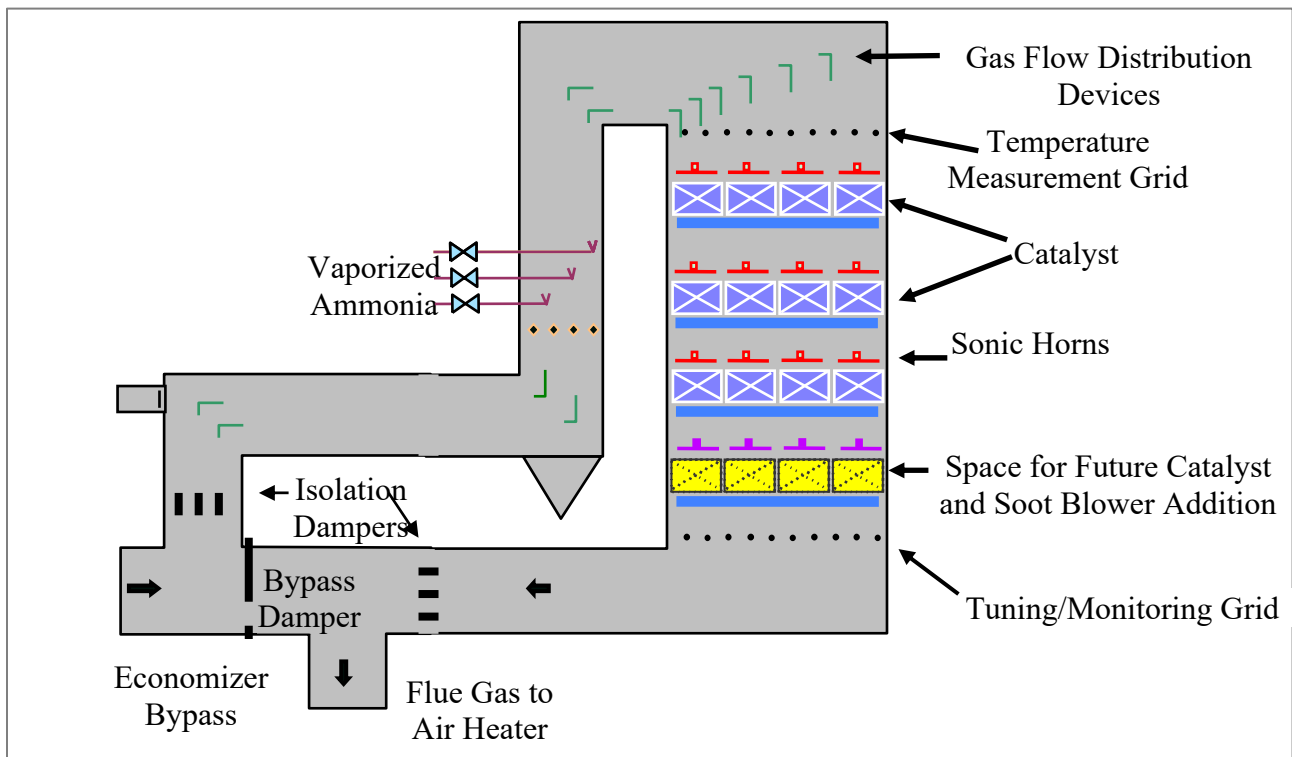 Gas Flow Distribution
Devices
Temperature
Measurement Grid
Vaporized
Ammonia
Catalyst
Sonic Horns
Isolation
Dampers
Space for Future Catalyst
and Soot Blower Addition
Bypass
Damper
Tuning/Monitoring Grid
Economizer
Bypass
Flue Gas to
Air Heater